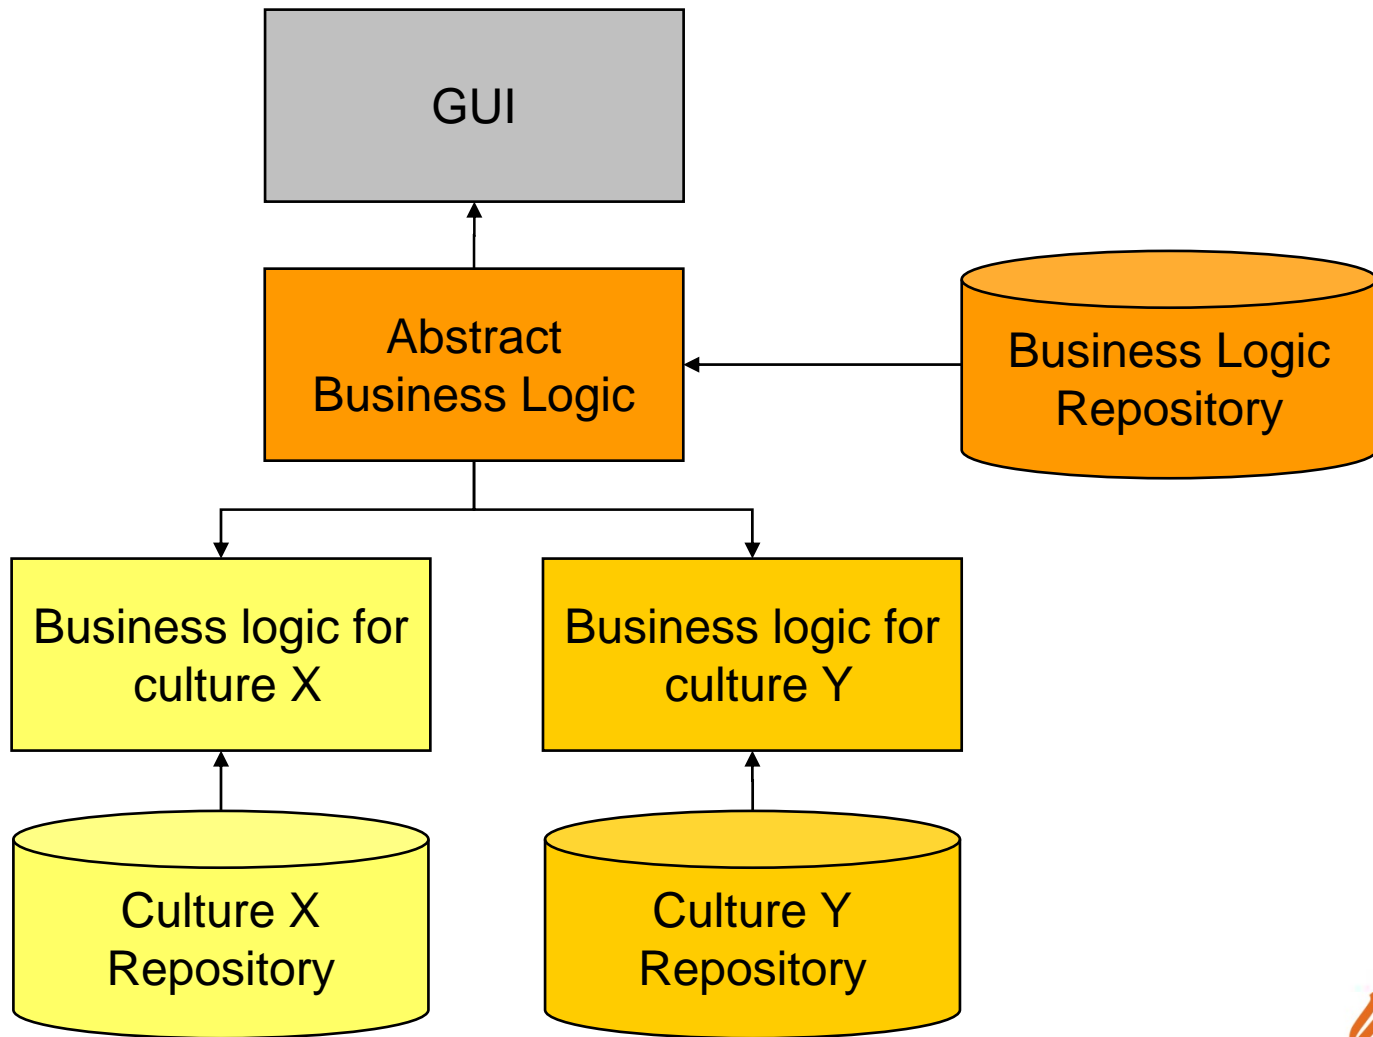 GUI
Abstract
Business Logic
Business Logic
Repository
Business logic for
culture X
Business logic for
culture Y
Culture X
Repository
Culture Y
Repository